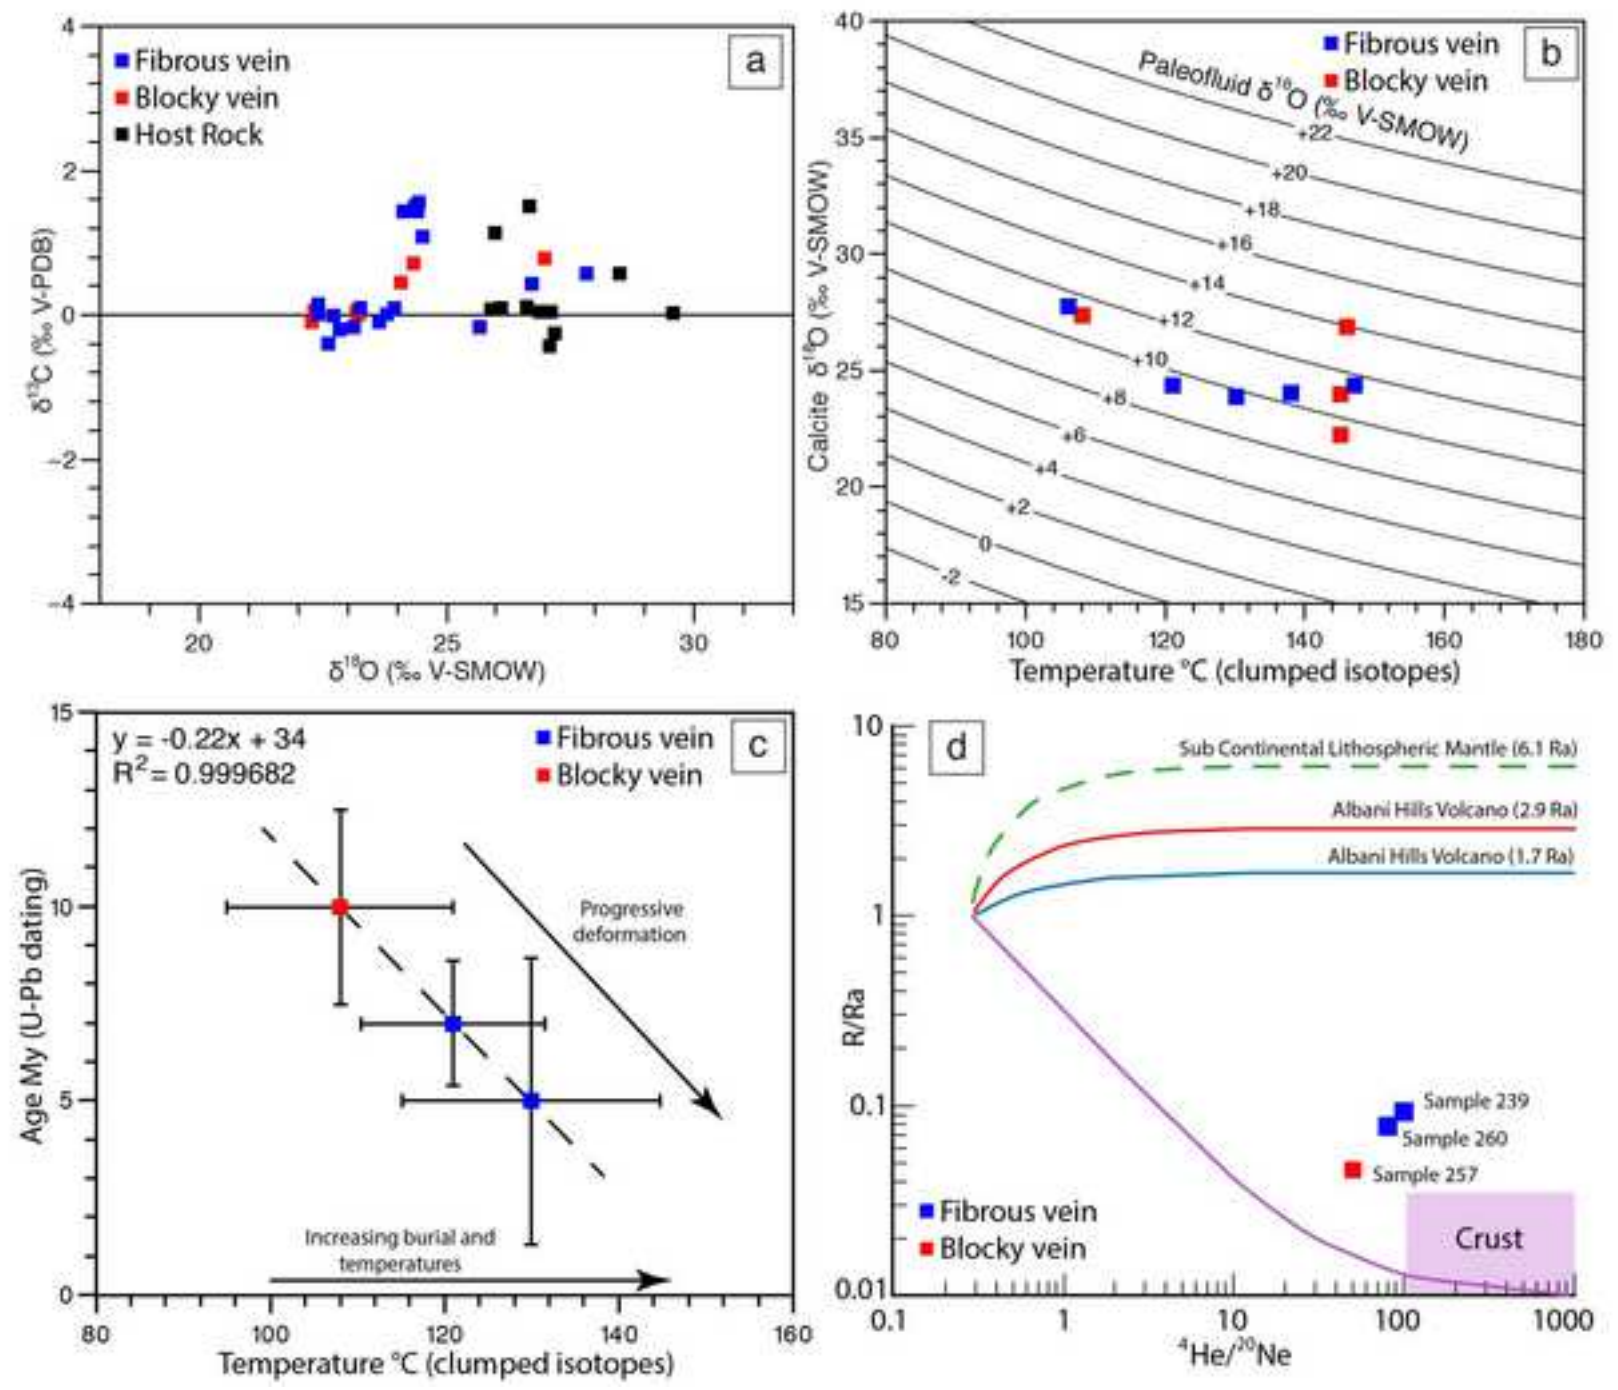 a
Fibrous vein
Blocky vein
Host Rock
4
2
0
−2
−4
δ¹³C (‰ V-PDB)
20
25
30
δ¹⁸O (‰ V-SMOW)
b
Fibrous vein
Blocky vein
Paleofluid δ¹⁸O (‰ V-SMOW)
+22
+20
+18
+16
+14
+12
+10
+8
+6
+4
+2
0
-2
40
35
30
25
20
15
Calcite δ¹⁸O (‰ V-SMOW)
80
100
120
140
160
180
Temperature °C (clumped isotopes)
c
y = -0.22x + 34
R² = 0.999682
Fibrous vein
Blocky vein
Progressive
deformation
Increasing burial and
temperatures
15
10
5
0
Age My (U-Pb dating)
80
100
120
140
160
Temperature °C (clumped isotopes)
d
Sub Continental Lithospheric Mantle (6.1 Ra)
Albani Hills Volcano (2.9 Ra)
Albani Hills Volcano (1.7 Ra)
Sample 239
Sample 260
Sample 257
Crust
Fibrous vein
Blocky vein
10
1
0.1
0.01
R/Ra
0.1
1
10
100
1000
⁴He/²⁰Ne